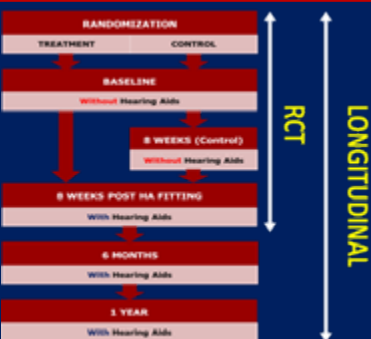 RANDOMIZATION
TREATMENT CONTROL
BASELINE
Without Hearing Aids
8 WEEKS (Control)
Without Hearing Aids
8 WEEKS POST HA FITTING
With Hearing Aids
6 MONTHS
With Hearing Aids
1 YEAR
With Hearing Aids
RCT
LONGITUDINAL